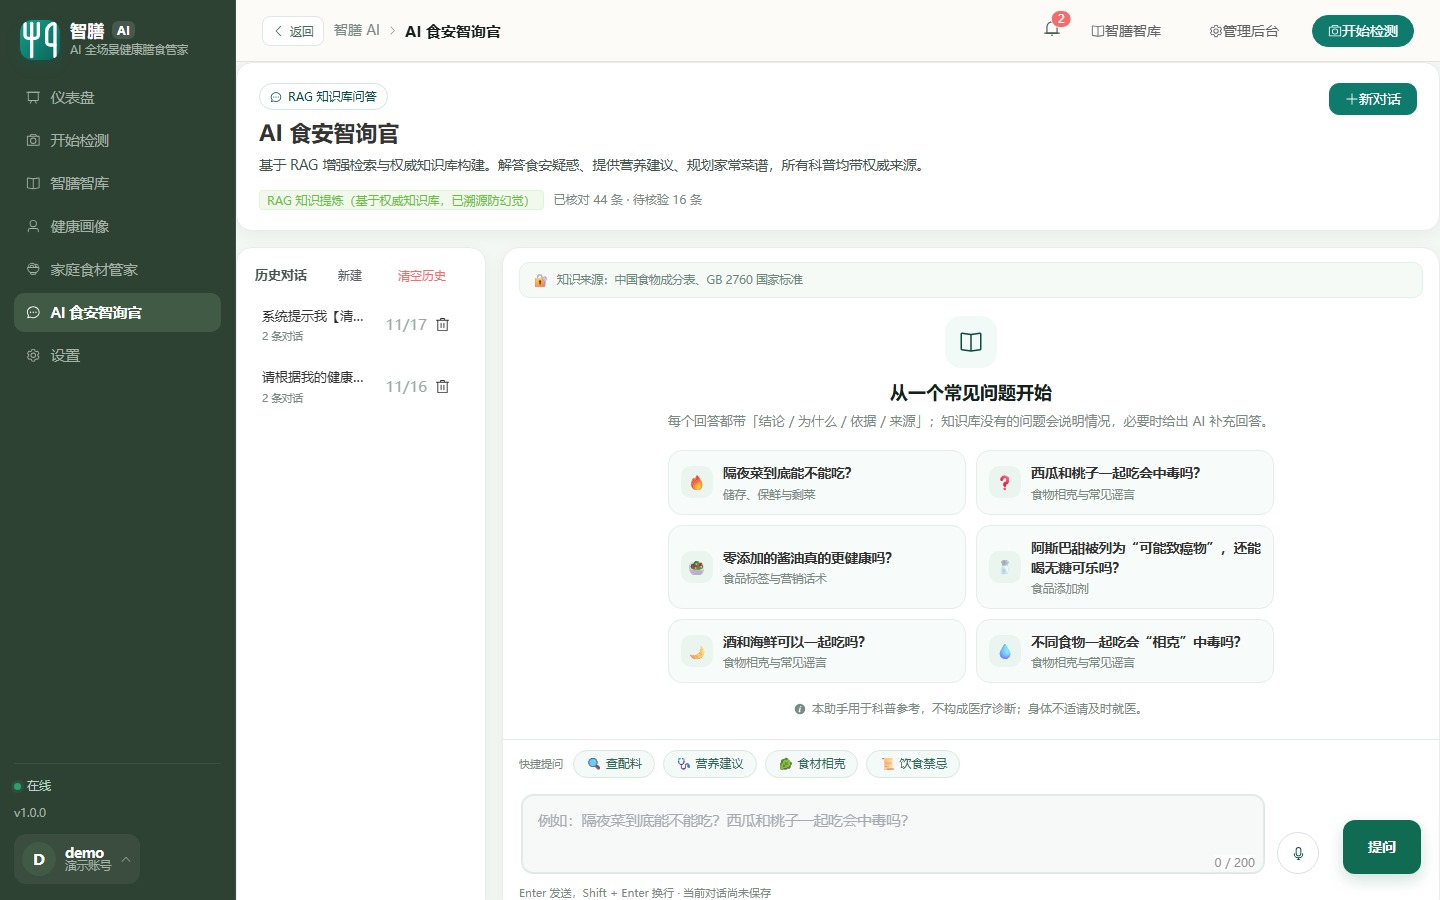 智膳 AI
AI 全场景健康膳食管家
仪表盘
开始检测
智膳智库
健康画像
家庭食材管家
AI 食安智询官
设置
在线
v1.0.0
D
demo
演示账号
返回
智膳 AI
AI 食安智询官
2
智膳智库
管理后台
开始检测
RAG 知识库问答
+新对话
AI 食安智询官
基于 RAG 增强检索与权威知识库构建。解答食安疑惑、提供营养建议、规划家常菜谱，所有科普均带权威来源。
RAG 知识提炼（基于权威知识库，已溯源防幻觉）
已核对 44 条 · 待核验 16 条
历史对话
新建
清空历史
系统提示我【清...
2 条对话
11/17
请根据我的健康...
2 条对话
11/16
知识来源：中国食物成分表、GB 2760 国家标准
从一个常见问题开始
每个回答都带「结论 / 为什么 / 依据 / 来源」；知识库没有的问题会说明情况，必要时给出 AI 补充回答。
隔夜菜到底能不能吃？
储存、保鲜与剩菜
西瓜和桃子一起吃会中毒吗？
食物相克与常见谣言
零添加的酱油真的更健康吗？
食品标签与营销话术
阿斯巴甜被列为“可能致癌物”，还能
喝无糖可乐吗？
食品添加剂
酒和海鲜可以一起吃吗？
食物相克与常见谣言
不同食物一起吃会“相克”中毒吗？
食物相克与常见谣言
本助手用于科普参考，不构成医疗诊断；身体不适请及时就医。
快捷提问
查配料
营养建议
食材相克
饮食禁忌
例如：隔夜菜到底能不能吃？西瓜和桃子一起吃会中毒吗？
0 / 200
提问
Enter 发送，Shift + Enter 换行 · 当前对话尚未保存